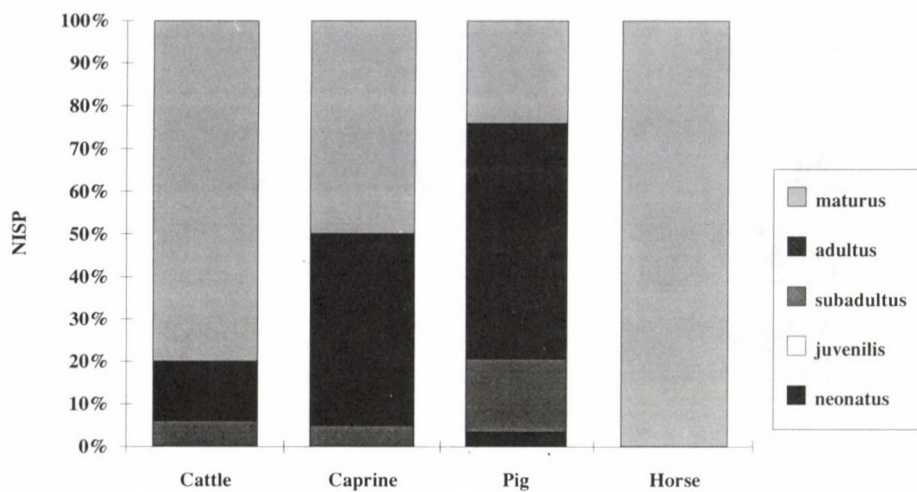 100%
90%
80%
70%
60%
50%
40%
30%
20%
10%
0%
NISP
Cattle
Caprine
Pig
Horse
maturus
adultus
subadultus
juvenilis
neonatus